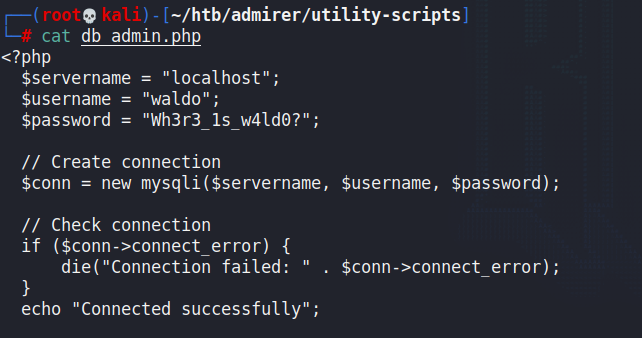 ┌──(root💀kali)-[~/htb/admirer/utility-scripts]
└─# cat db_admin.php
<?php
  $servername = "localhost";
  $username = "waldo";
  $password = "Wh3r3_1s_w4ld0?";

  // Create connection
  $conn = new mysqli($servername, $username, $password);

  // Check connection
  if ($conn->connect_error) {
      die("Connection failed: " . $conn->connect_error);
  }
  echo "Connected successfully";